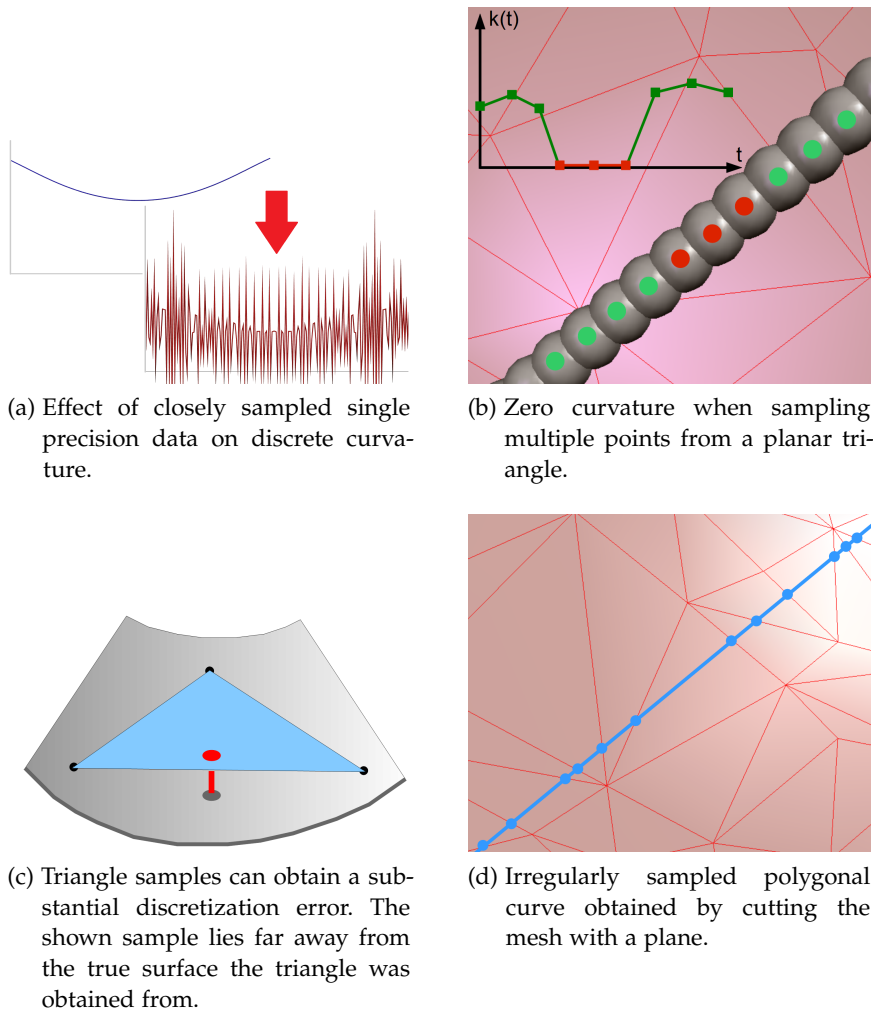 k(t)
t
(a) Effect of closely sampled single
precision data on discrete curva-
ture.
(b) Zero curvature when sampling
multiple points from a planar tri-
angle.
(c) Triangle samples can obtain a sub-
stantial discretization error. The
shown sample lies far away from
the true surface the triangle was
obtained from.
(d) Irregularly sampled polygonal
curve obtained by cutting the
mesh with a plane.